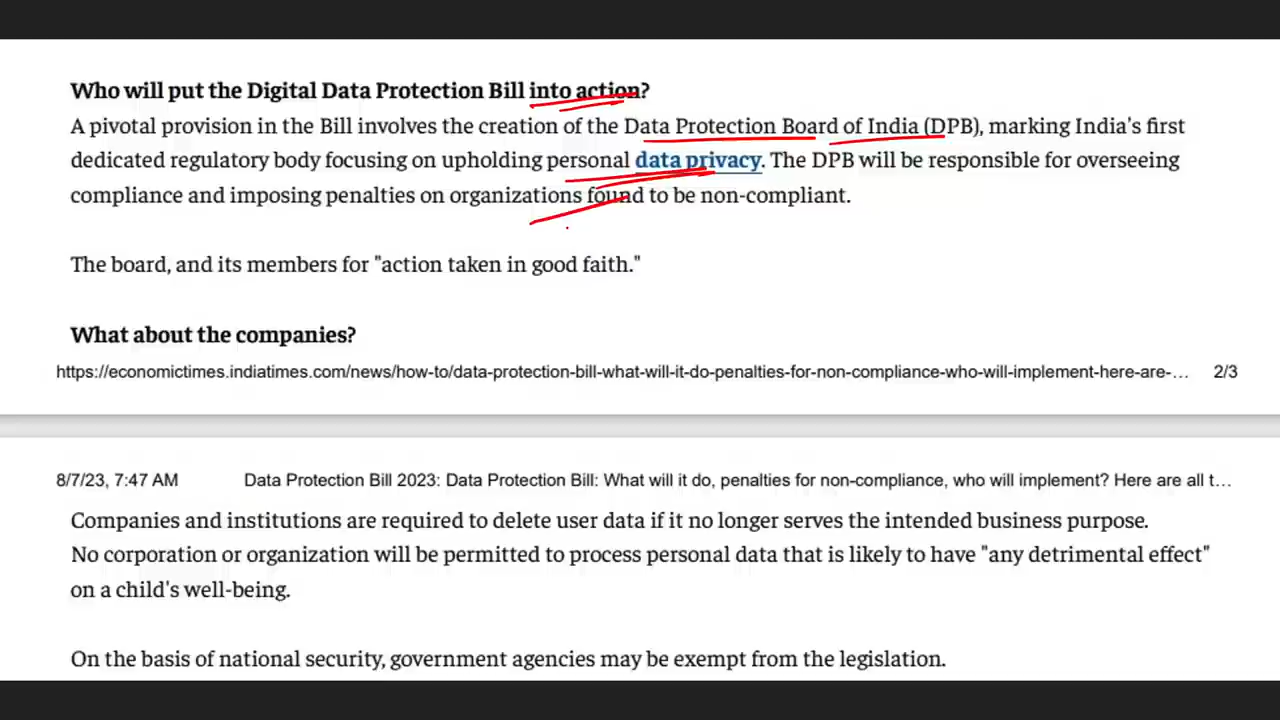 Who will put the Digital Data Protection Bill into action?
A pivotal provision in the Bill involves the creation of the Data Protection Board of India (DPB), marking India's first
dedicated regulatory body focusing on upholding personal data privacy. The DPB will be responsible for overseeing
compliance and imposing penalties on organizations found to be non-compliant.
The board, and its members for "action taken in good faith."
What about the companies?
https://economictimes.indiatimes.com/news/how-to/data-protection-bill-what-will-it-do-penalties-for-non-compliance-who-will-implement-here-are-... 2/3
8/7/23, 7:47 AM Data Protection Bill 2023: Data Protection Bill: What will it do, penalties for non-compliance, who will implement? Here are all t...
Companies and institutions are required to delete user data if it no longer serves the intended business purpose.
No corporation or organization will be permitted to process personal data that is likely to have "any detrimental effect"
on a child's well-being.
On the basis of national security, government agencies may be exempt from the legislation.